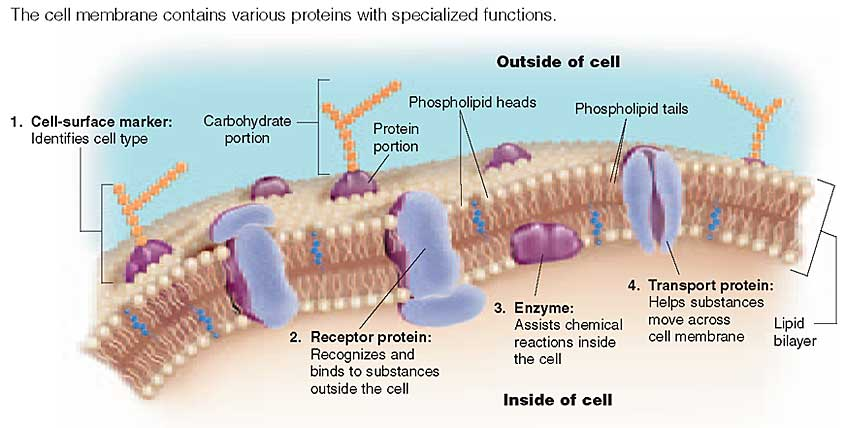 The cell membrane contains various proteins with specialized functions.
Outside of cell
1. Cell-surface marker:
Identifies cell type
Carbohydrate
portion
Protein
portion
Phospholipid heads
Phospholipid tails
2. Receptor protein:
Recognizes and
binds to substances
outside the cell
3. Enzyme:
Assists chemical
reactions inside
the cell
4. Transport protein:
Helps substances
move across
cell membrane
Lipid
bilayer
Inside of cell